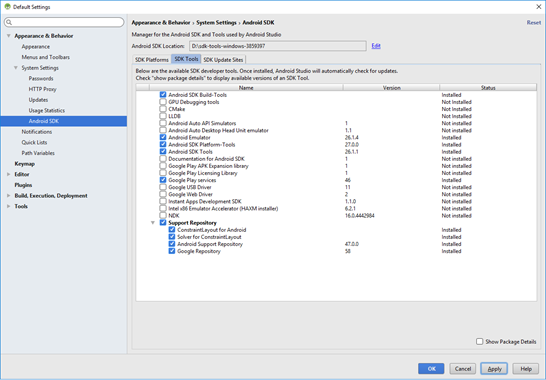 Default Settings
Appearance & Behavior
Appearance
Menus and Toolbars
System Settings
Passwords
HTTP Proxy
Updates
Usage Statistics
Android SDK
Notifications
Quick Lists
Path Variables
Keymap
Editor
Plugins
Build, Execution, Deployment
Tools
Appearance & Behavior › System Settings › Android SDK Reset
Manager for the Android SDK and Tools used by Android Studio
Android SDK Location: D:\sdk-tools-windows-3859397 Edit
SDK Platforms SDK Tools SDK Update Sites
Below are the available SDK developer tools. Once installed, Android Studio will automatically check for updates.
Check "show package details" to display available versions of an SDK Tool.
Name Version Status
Android SDK Build-Tools Installed
GPU Debugging tools Not installed
CMake Not installed
LLDB Not installed
Android Auto API Simulators 1 Not installed
Android Auto Desktop Head Unit emulator 1.1 Not installed
Android Emulator 26.1.4 Installed
Android SDK Platform-Tools 27.0.0 Installed
Android SDK Tools 26.1.1 Installed
Documentation for Android SDK 1 Not installed
Google Play APK Expansion library 1 Not installed
Google Play Licensing Library 1 Not installed
Google Play services 46 Installed
Google USB Driver 11 Not installed
Google Web Driver 2 Not installed
Instant Apps Development SDK 1.1.0 Not installed
Intel x86 Emulator Accelerator (HAXM installer) 6.2.1 Not installed
NDK 16.0.4442984 Not installed
Support Repository
ConstraintLayout for Android Installed
Solver for ConstraintLayout Installed
Android Support Repository 47.0.0 Installed
Google Repository 58 Installed
Show Package Details
OK Cancel Apply Help